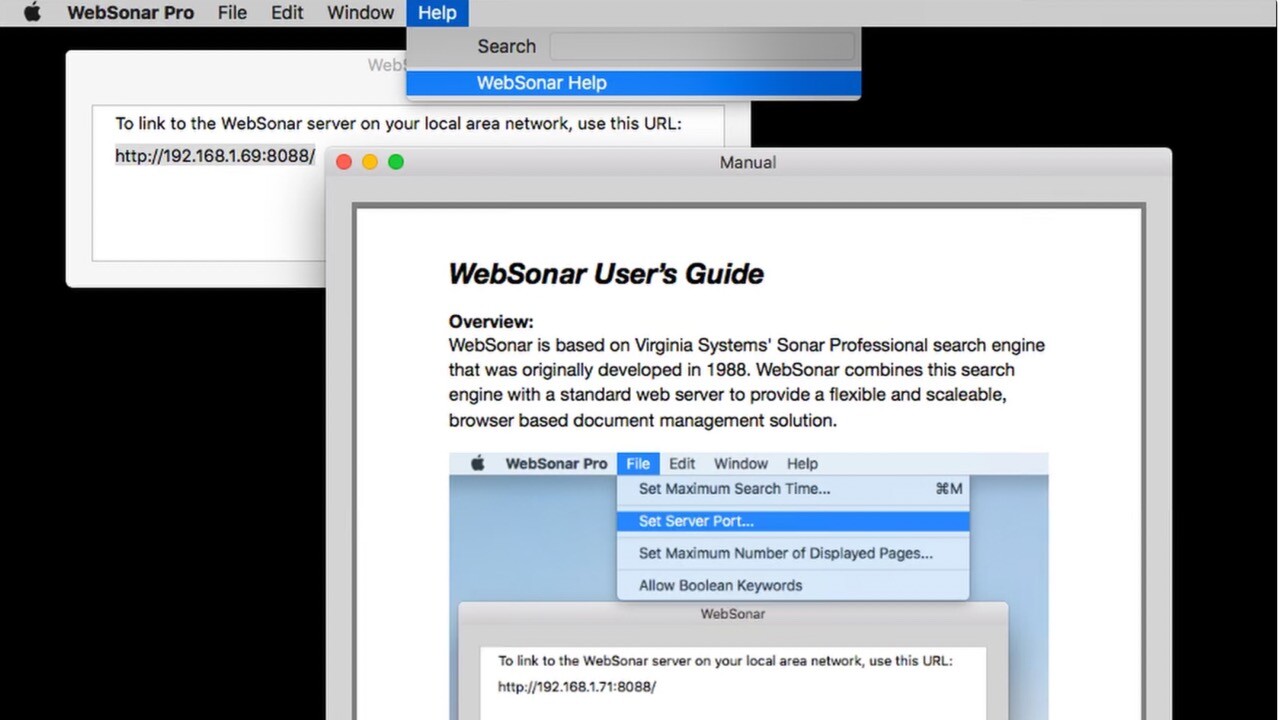 WebSonar Pro File Edit Window Help
Search
WebSonar Help
To link to the WebSonar server on your local area network, use this URL:
http://192.168.1.69:8088/
Manual
WebSonar User’s Guide
Overview:
WebSonar is based on Virginia Systems' Sonar Professional search engine
that was originally developed in 1988. WebSonar combines this search
engine with a standard web server to provide a flexible and scaleable,
browser based document management solution.
WebSonar Pro File Edit Window Help
Set Maximum Search Time... ⌘M
Set Server Port...
Set Maximum Number of Displayed Pages...
Allow Boolean Keywords
WebSonar
To link to the WebSonar server on your local area network, use this URL:
http://192.168.1.71:8088/